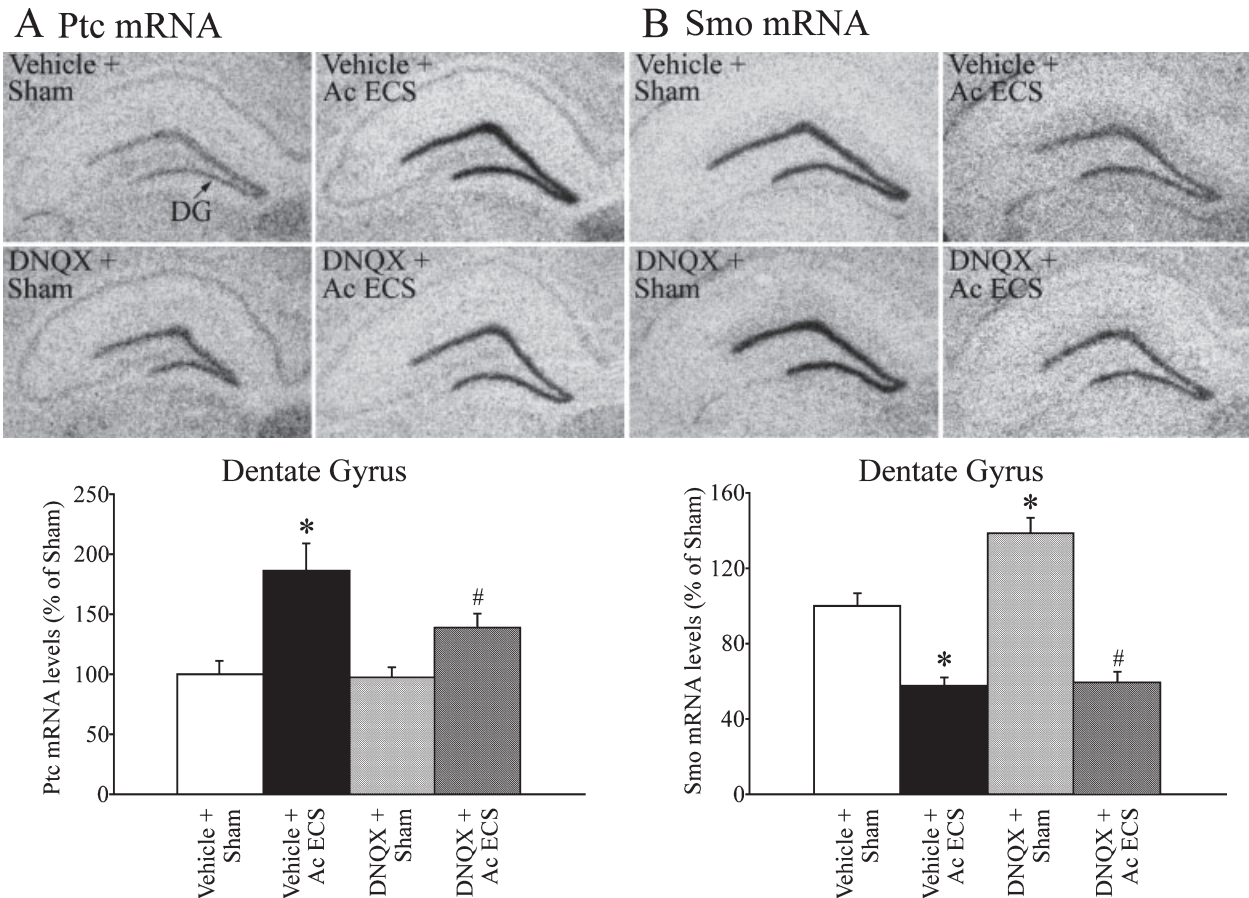 A Ptc mRNA
Vehicle +
Sham
DG
Vehicle +
Ac ECS
DNQX +
Sham
DNQX +
Ac ECS
Dentate Gyrus
Ptc mRNA levels (% of Sham)
250
200
150
100
50
0
*
#
Vehicle +
Sham
Vehicle +
Ac ECS
DNQX +
Sham
DNQX +
Ac ECS
B Smo mRNA
Vehicle +
Sham
Vehicle +
Ac ECS
DNQX +
Sham
DNQX +
Ac ECS
Dentate Gyrus
Smo mRNA levels (% of Sham)
160
120
80
40
0
*
*
#
Vehicle +
Sham
Vehicle +
Ac ECS
DNQX +
Sham
DNQX +
Ac ECS